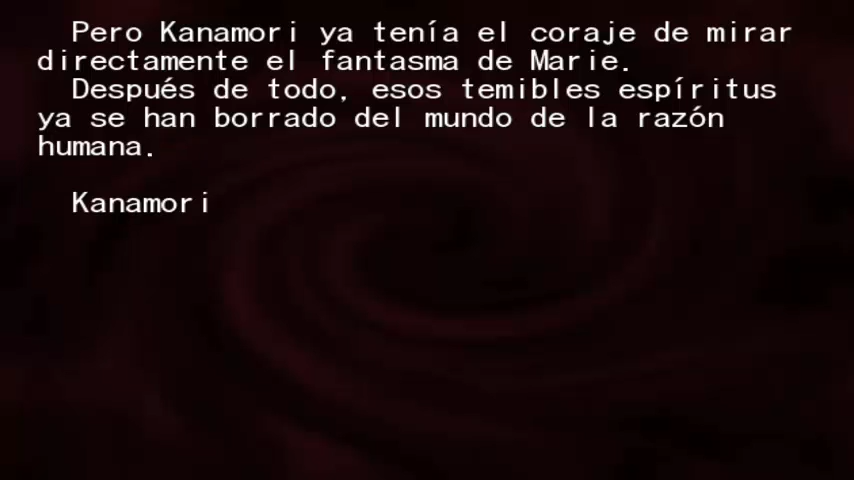 Pero Kanamori ya tenía el coraje de mirar
directamente el fantasma de Marie.
Después de todo, esos temibles espíritus
ya se han borrado del mundo de la razón
humana.
Kanamori